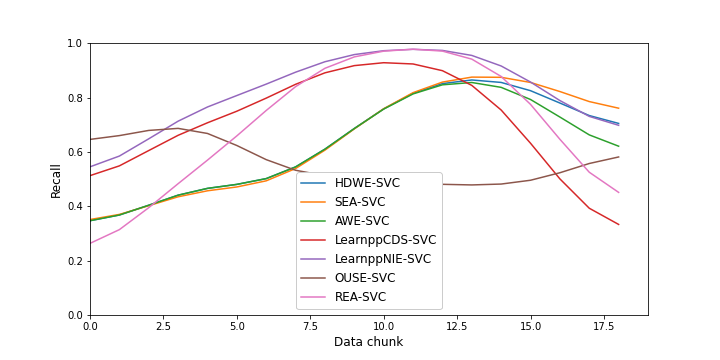 1.0
0.8
0.6
0.4
0.2
0.0
Recall
0.0 2.5 5.0 7.5 10.0 12.5 15.0 17.5
Data chunk
HDWE-SVC
SEA-SVC
AWE-SVC
LearnppCDS-SVC
LearnppNIE-SVC
OUSE-SVC
REA-SVC